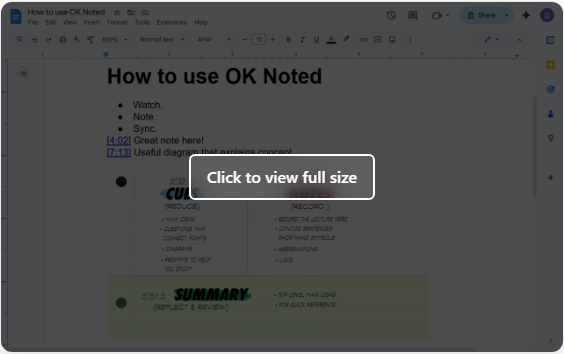 How to use OK Noted
File Edit View Insert Format Tools Extensions Help
Share
150% Normal text Arial 11 B I U A
How to use OK Noted
Watch.
Note.
Sync.
[4:02] Great note here!
[7:13] Useful diagram that explains concept
Click to view full size
CUES
NOTES
(REDUCE)
(RECORD)
• MAIN IDEAS
• QUESTIONS THAT
CONNECT POINTS
• DIAGRAMS
• PROMPTS TO HELP
YOU STUDY
• RECORD THE LECTURE HERE
• CONCISE SENTENCES
SHORTHAND SYMBOLS
• ABBREVIATIONS
• LISTS
STEP 3: SUMMARY
(REFLECT & REVIEW)
• TOP LEVEL MAIN IDEAS
• FOR QUICK REFERENCE